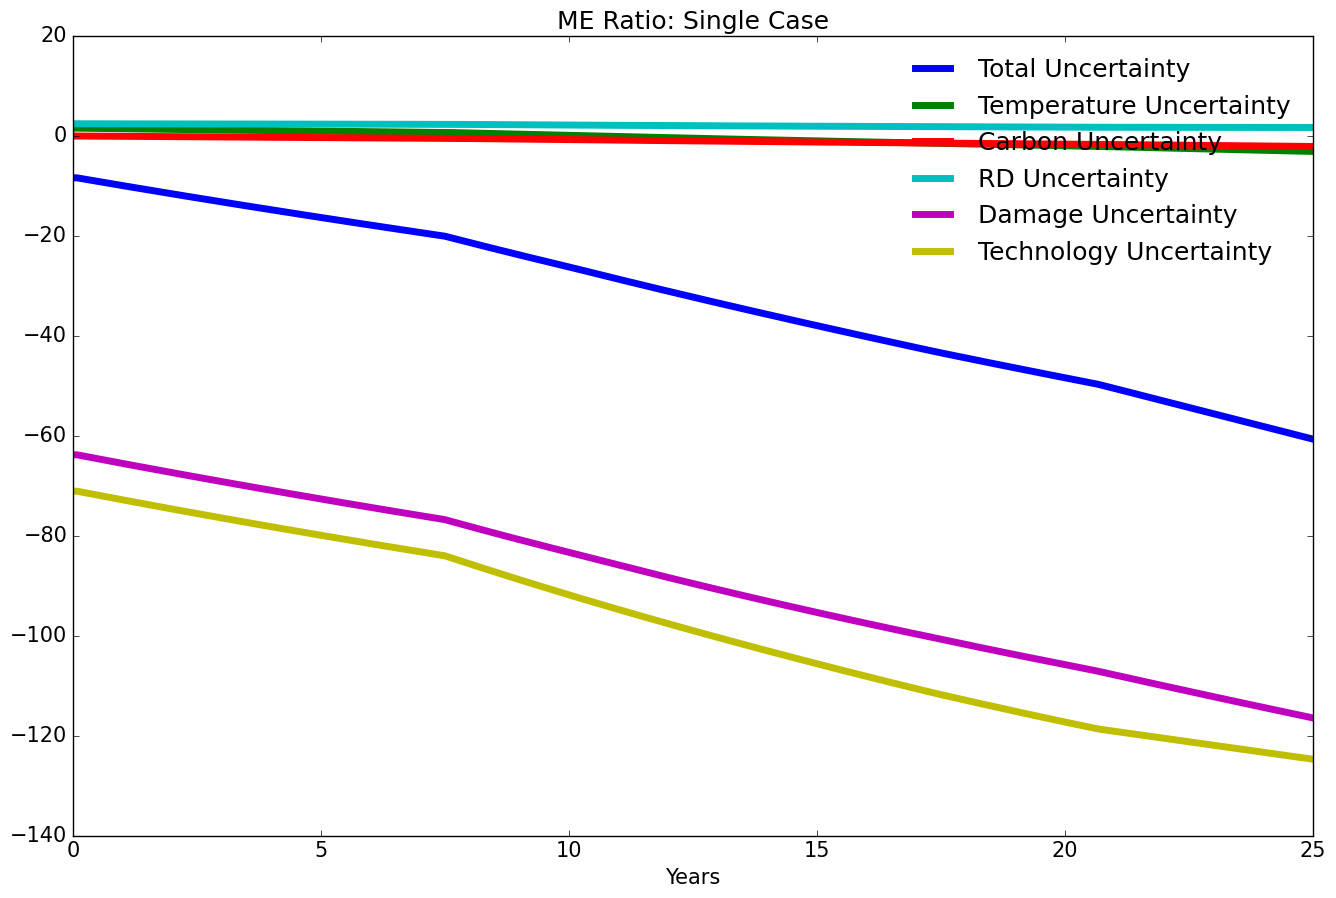 ME Ratio: Single Case
20
0
−20
−40
−60
−80
−100
−120
−140
Total Uncertainty
Temperature Uncertainty
Carbon Uncertainty
RD Uncertainty
Damage Uncertainty
Technology Uncertainty
0 5 10 15 20 25
Years